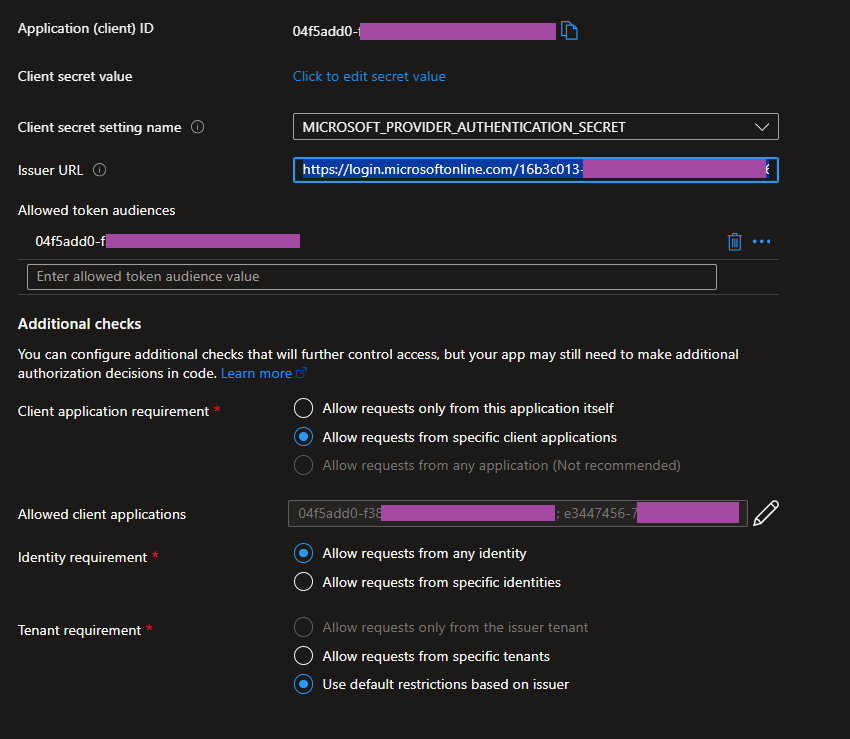 Application (client) ID
04f5add0-f
Client secret value
Click to edit secret value
Client secret setting name
MICROSOFT_PROVIDER_AUTHENTICATION_SECRET
Issuer URL
https://login.microsoftonline.com/16b3c013-
Allowed token audiences
04f5add0-f
Enter allowed token audience value
Additional checks
You can configure additional checks that will further control access, but your app may still need to make additional
authorization decisions in code. Learn more
Client application requirement *
Allow requests only from this application itself
Allow requests from specific client applications
Allow requests from any application (Not recommended)
Allowed client applications
04f5add0-f38 ; e3447456-7
Identity requirement *
Allow requests from any identity
Allow requests from specific identities
Tenant requirement *
Allow requests only from the issuer tenant
Allow requests from specific tenants
Use default restrictions based on issuer